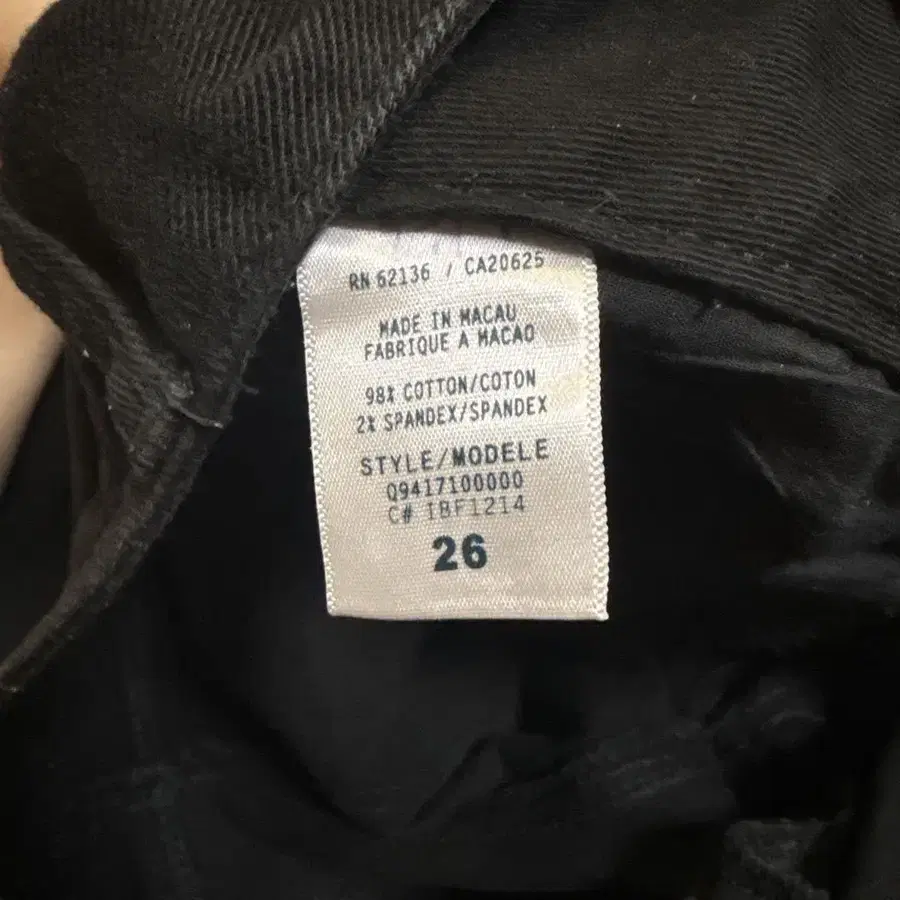 RN 62136 / CA20625
MADE IN MACAU
FABRIQUE A MACAO
98% COTTON/COTON
2% SPANDEX/SPANDEX
STYLE/MODELE
Q9417100000
C# IBF1214
26